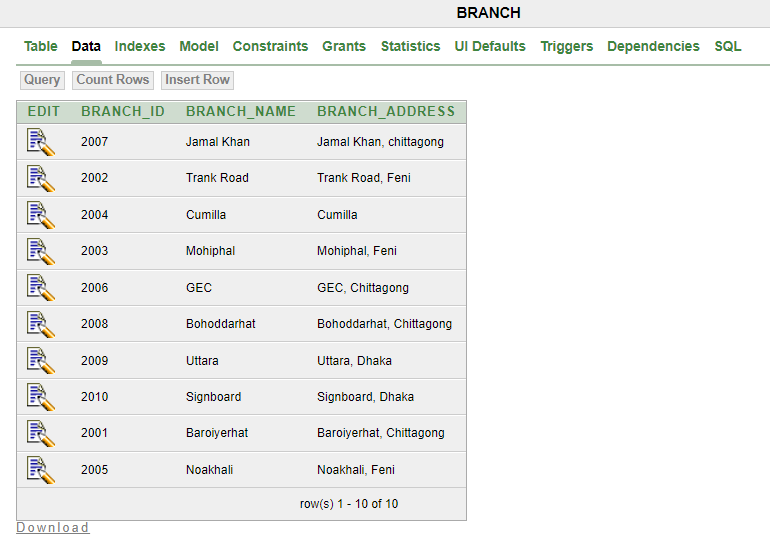 BRANCH
Table Data Indexes Model Constraints Grants Statistics UI Defaults Triggers Dependencies SQL
Query Count Rows Insert Row
EDIT BRANCH_ID BRANCH_NAME BRANCH_ADDRESS
2007 Jamal Khan Jamal Khan, chittagong
2002 Trank Road Trank Road, Feni
2004 Cumilla Cumilla
2003 Mohiphal Mohiphal, Feni
2006 GEC GEC, Chittagong
2008 Bohoddarhat Bohoddarhat, Chittagong
2009 Uttara Uttara, Dhaka
2010 Signboard Signboard, Dhaka
2001 Baroiyerhat Baroiyerhat, Chittagong
2005 Noakhali Noakhali, Feni
row(s) 1 - 10 of 10
Download